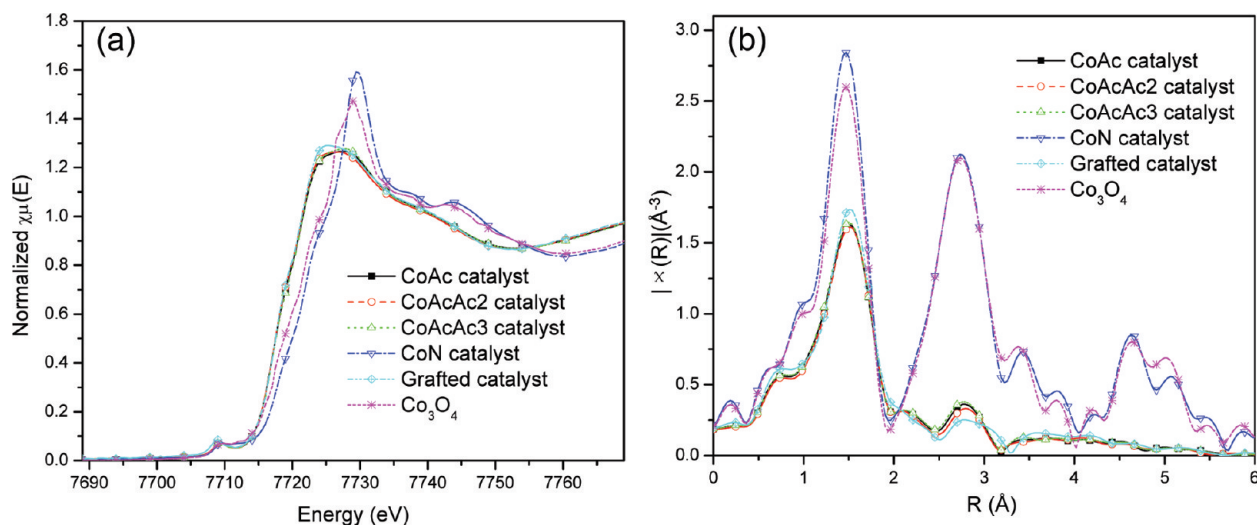 (a)
1.8
1.6
1.4
1.2
1.0
0.8
0.6
0.4
0.2
0.0
Normalized χμ(E)
CoAc catalyst
CoAcAc2 catalyst
CoAcAc3 catalyst
CoN catalyst
Grafted catalyst
Co₃O₄
7690 7700 7710 7720 7730 7740 7750 7760
Energy (eV)
(b)
3.0
2.5
2.0
1.5
1.0
0.5
0.0
| × (R)|(Å-³)
CoAc catalyst
CoAcAc2 catalyst
CoAcAc3 catalyst
CoN catalyst
Grafted catalyst
Co₃O₄
0 1 2 3 4 5 6
R (Å)